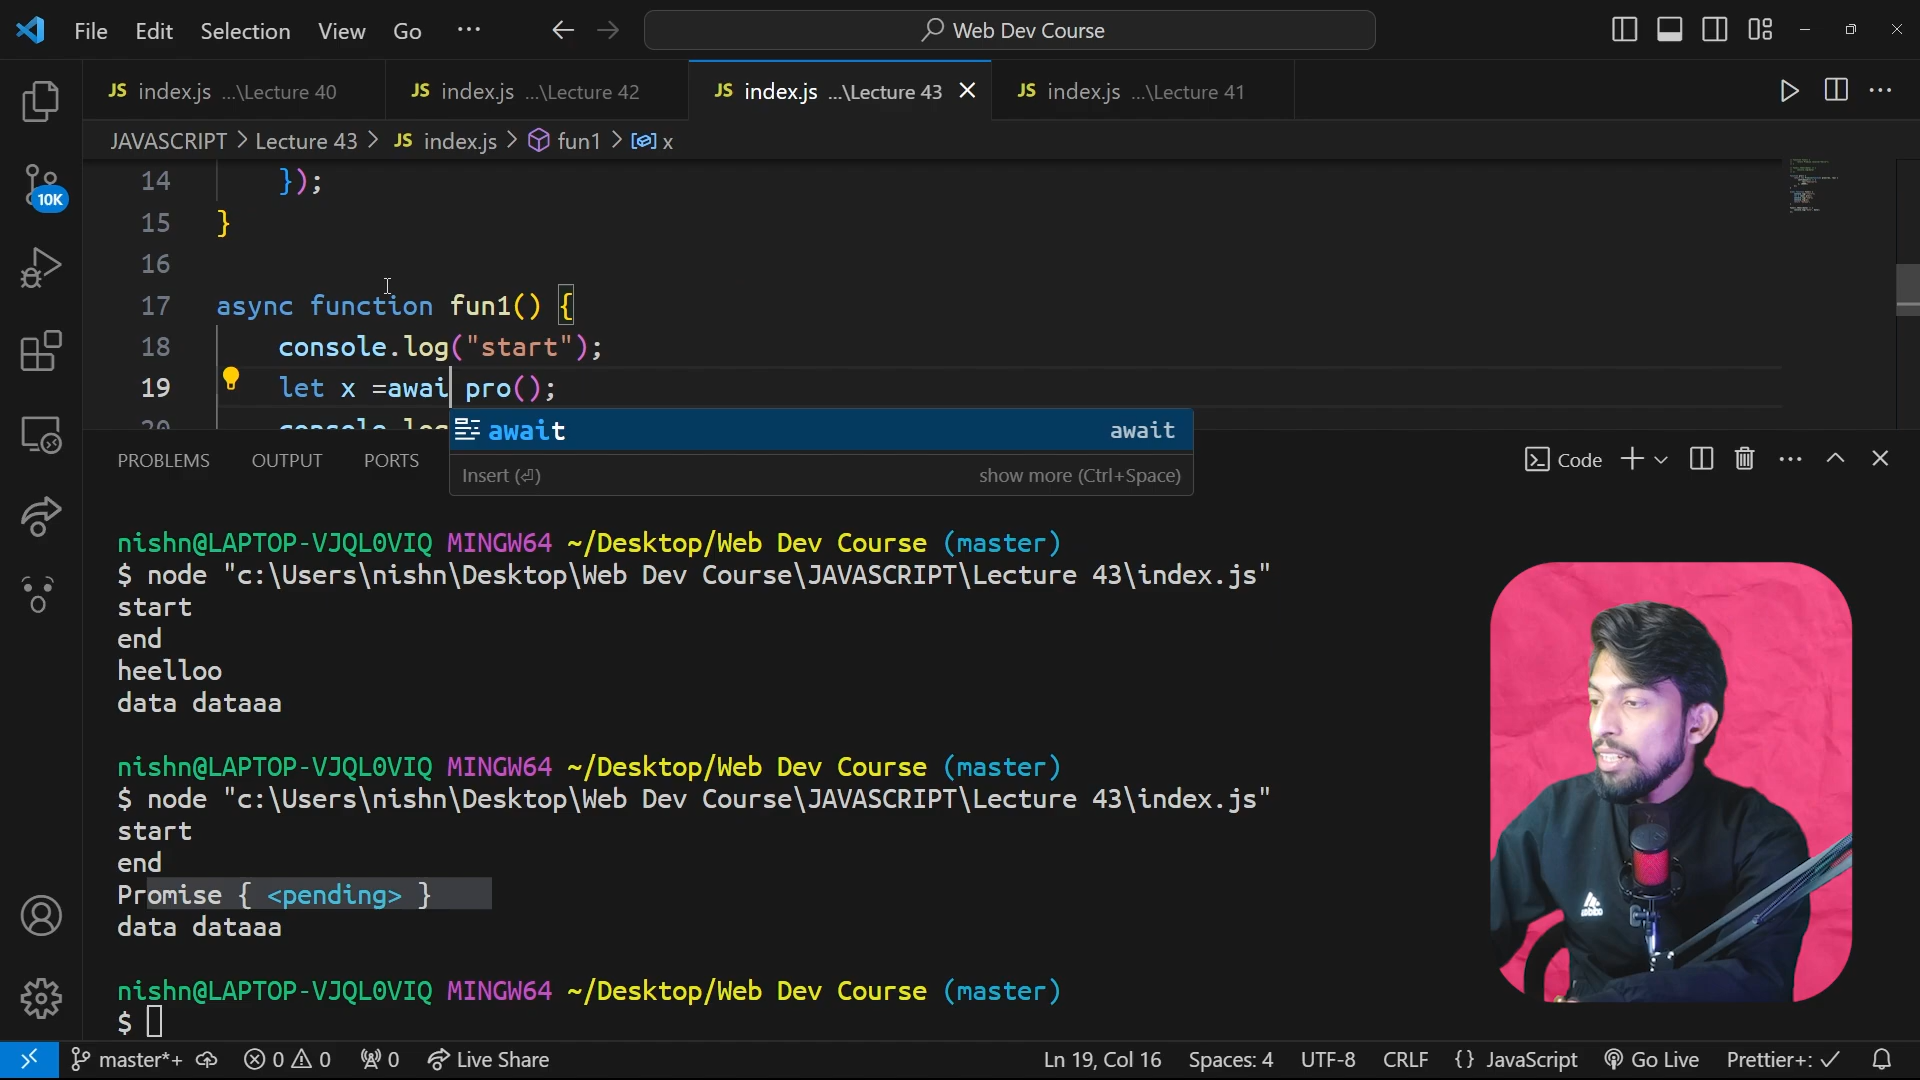 File Edit Selection View Go ··· Web Dev Course
JS index.js ...\Lecture 40 JS index.js ...\Lecture 42 JS index.js ...\Lecture 43 JS index.js ...\Lecture 41
JAVASCRIPT > Lecture 43 > JS index.js > fun1 > x
10K
14 });
15 }
16
17 async function fun1() {
18 console.log("start");
19 let x =awai pro();
20 console.log
await await
Insert (⏎) show more (Ctrl+Space)
PROBLEMS OUTPUT PORTS Code
nishn@LAPTOP-VJQL0VIQ MINGW64 ~/Desktop/Web Dev Course (master)
$ node "c:\Users\nishn\Desktop\Web Dev Course\JAVASCRIPT\Lecture 43\index.js"
start
end
heelloo
data dataaa
nishn@LAPTOP-VJQL0VIQ MINGW64 ~/Desktop/Web Dev Course (master)
$ node "c:\Users\nishn\Desktop\Web Dev Course\JAVASCRIPT\Lecture 43\index.js"
start
end
Promise { <pending> }
data dataaa
nishn@LAPTOP-VJQL0VIQ MINGW64 ~/Desktop/Web Dev Course (master)
$
master*+ 0 0 0 Live Share Ln 19, Col 16 Spaces: 4 UTF-8 CRLF {} JavaScript Go Live Prettier+: ✓